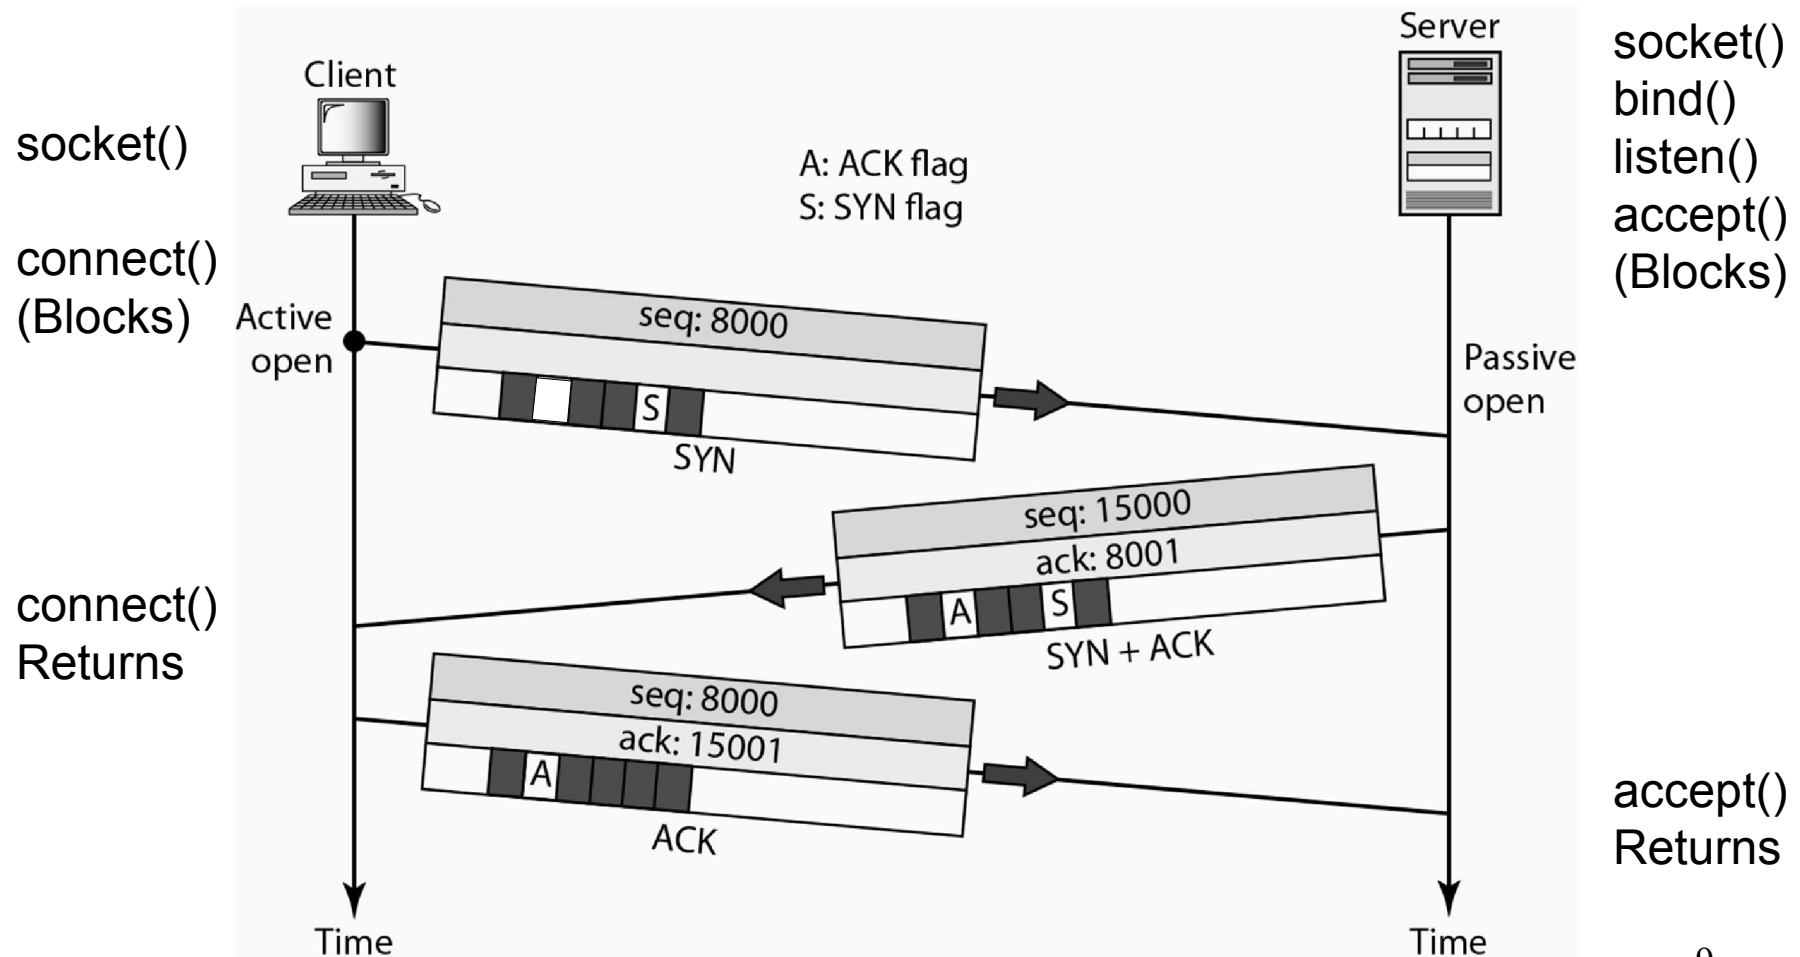 Client
socket()
connect()
(Blocks)
Active
open
A: ACK flag
S: SYN flag
Server
socket()
bind()
listen()
accept()
(Blocks)
Passive
open
seq: 8000
S
SYN
seq: 15000
ack: 8001
A S
SYN + ACK
connect()
Returns
seq: 8000
ack: 15001
A
ACK
accept()
Returns
Time
Time